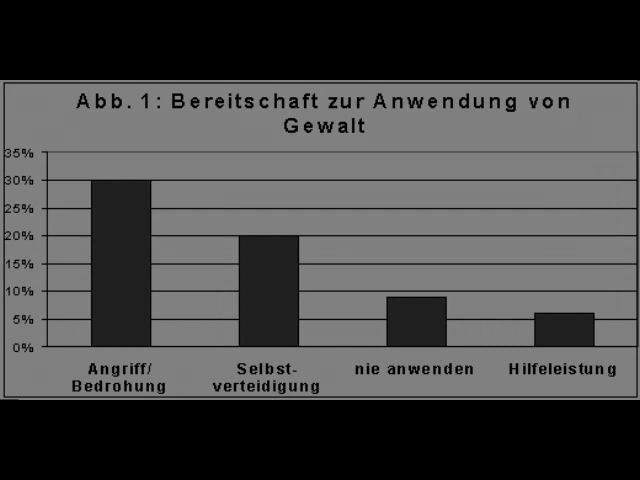 Abb. 1: Bereitschaft zur Anwendung von
Gewalt
35%
30%
25%
20%
15%
10%
5%
0%
Angriff/
Bedrohung
Selbst-
verteidigung
nie anwenden
Hilfeleistung